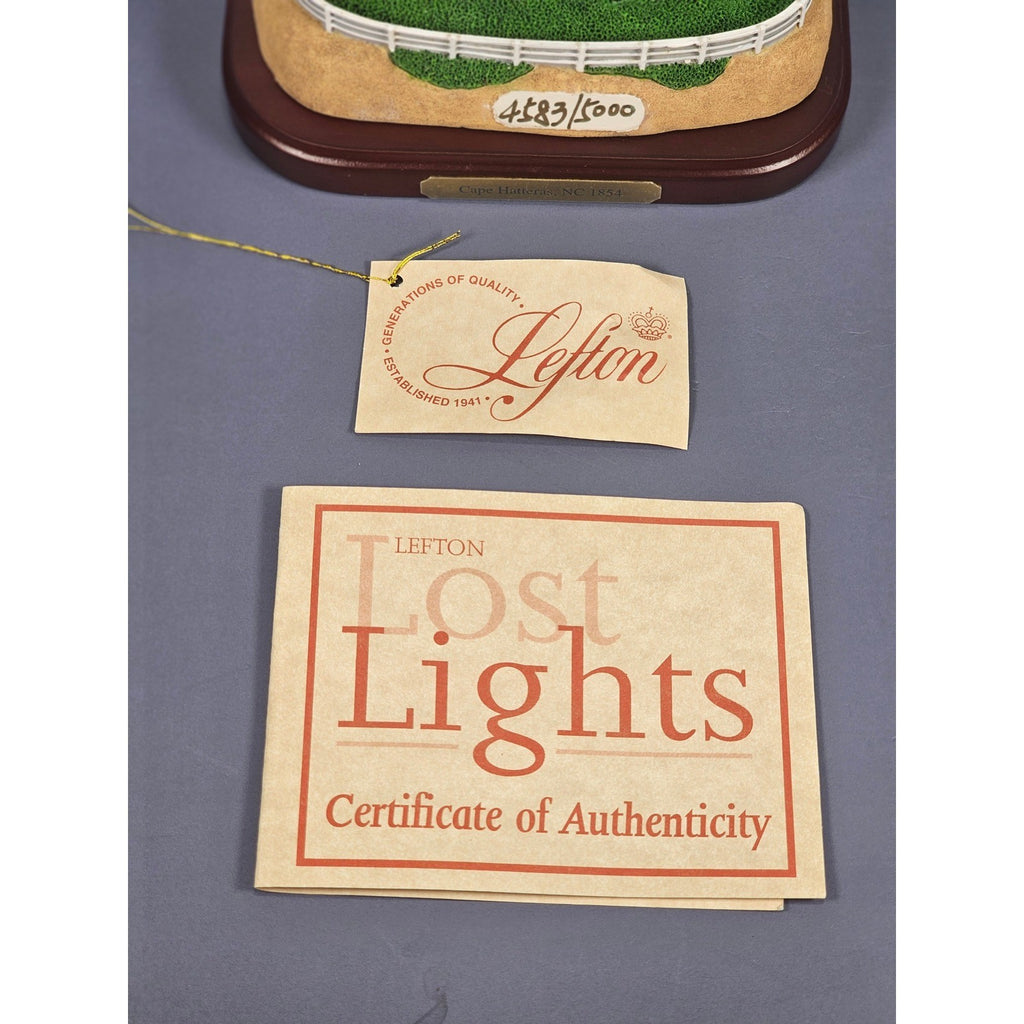 4583/5000
Cape Hatteras, NC 1854
• GENERATIONS OF QUALITY •
Lefton®
ESTABLISHED 1941 •
LEFTON
Lost
Lights
Certificate of Authenticity